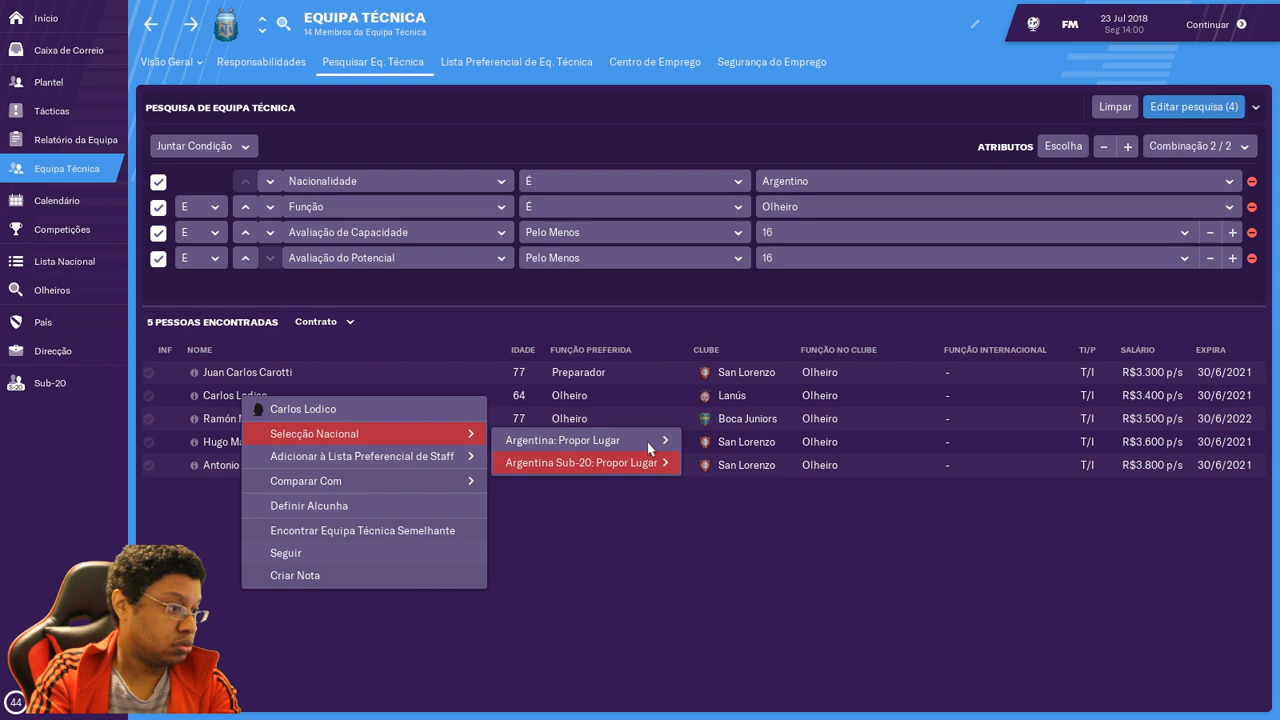 Início
Caixa de Correio
Plantel
Tácticas
Relatório da Equipa
Equipa Técnica
Calendário
Competições
Lista Nacional
Olheiros
País
Direcção
Sub-20
44
EQUIPA TÉCNICA
14 Membros da Equipa Técnica
FM
23 Jul 2018
Seg 14:00
Continuar
Visão Geral Responsabilidades Pesquisar Eq. Técnica Lista Preferencial de Eq. Técnica Centro de Emprego Segurança do Emprego
PESQUISA DE EQUIPA TÉCNICA Limpar Editar pesquisa (4)
Juntar Condição ATRIBUTOS Escolha - + Combinação 2 / 2
Nacionalidade É Argentino
E Função É Olheiro
E Avaliação de Capacidade Pelo Menos 16 - +
E Avaliação do Potencial Pelo Menos 16 - +
5 PESSOAS ENCONTRADAS Contrato
INF NOME IDADE FUNÇÃO PREFERIDA CLUBE FUNÇÃO NO CLUBE FUNÇÃO INTERNACIONAL TI/P SALÁRIO EXPIRA
Juan Carlos Carotti 77 Preparador San Lorenzo Olheiro - T/I R$3.300 p/s 30/6/2021
Carlos Lodico 64 Olheiro Lanús Olheiro - T/I R$3.400 p/s 30/6/2021
Ramón 77 Olheiro Boca Juniors Olheiro - T/I R$3.500 p/s 30/6/2022
Hugo San Lorenzo Olheiro - T/I R$3.600 p/s 30/6/2021
Antonio San Lorenzo Olheiro - T/I R$3.800 p/s 30/6/2021
Carlos Lodico
Selecção Nacional
Adicionar à Lista Preferencial de Staff
Comparar Com
Definir Alcunha
Encontrar Equipa Técnica Semelhante
Seguir
Criar Nota
Argentina: Propor Lugar
Argentina Sub-20: Propor Lugar